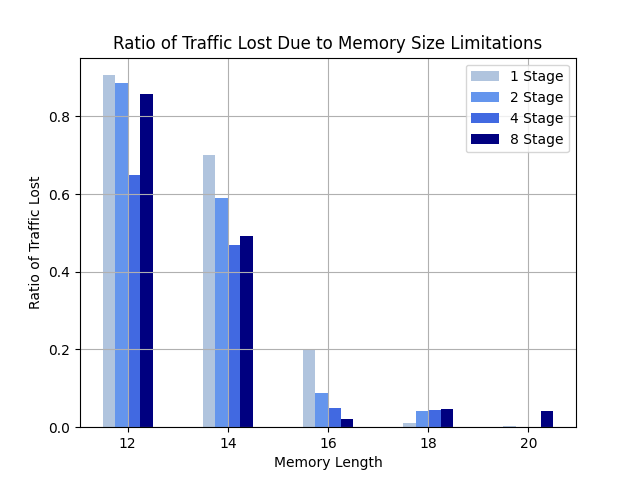 Ratio of Traffic Lost Due to Memory Size Limitations
1 Stage
2 Stage
4 Stage
8 Stage
Ratio of Traffic Lost
0.8
0.6
0.4
0.2
0.0
12 14 16 18 20
Memory Length